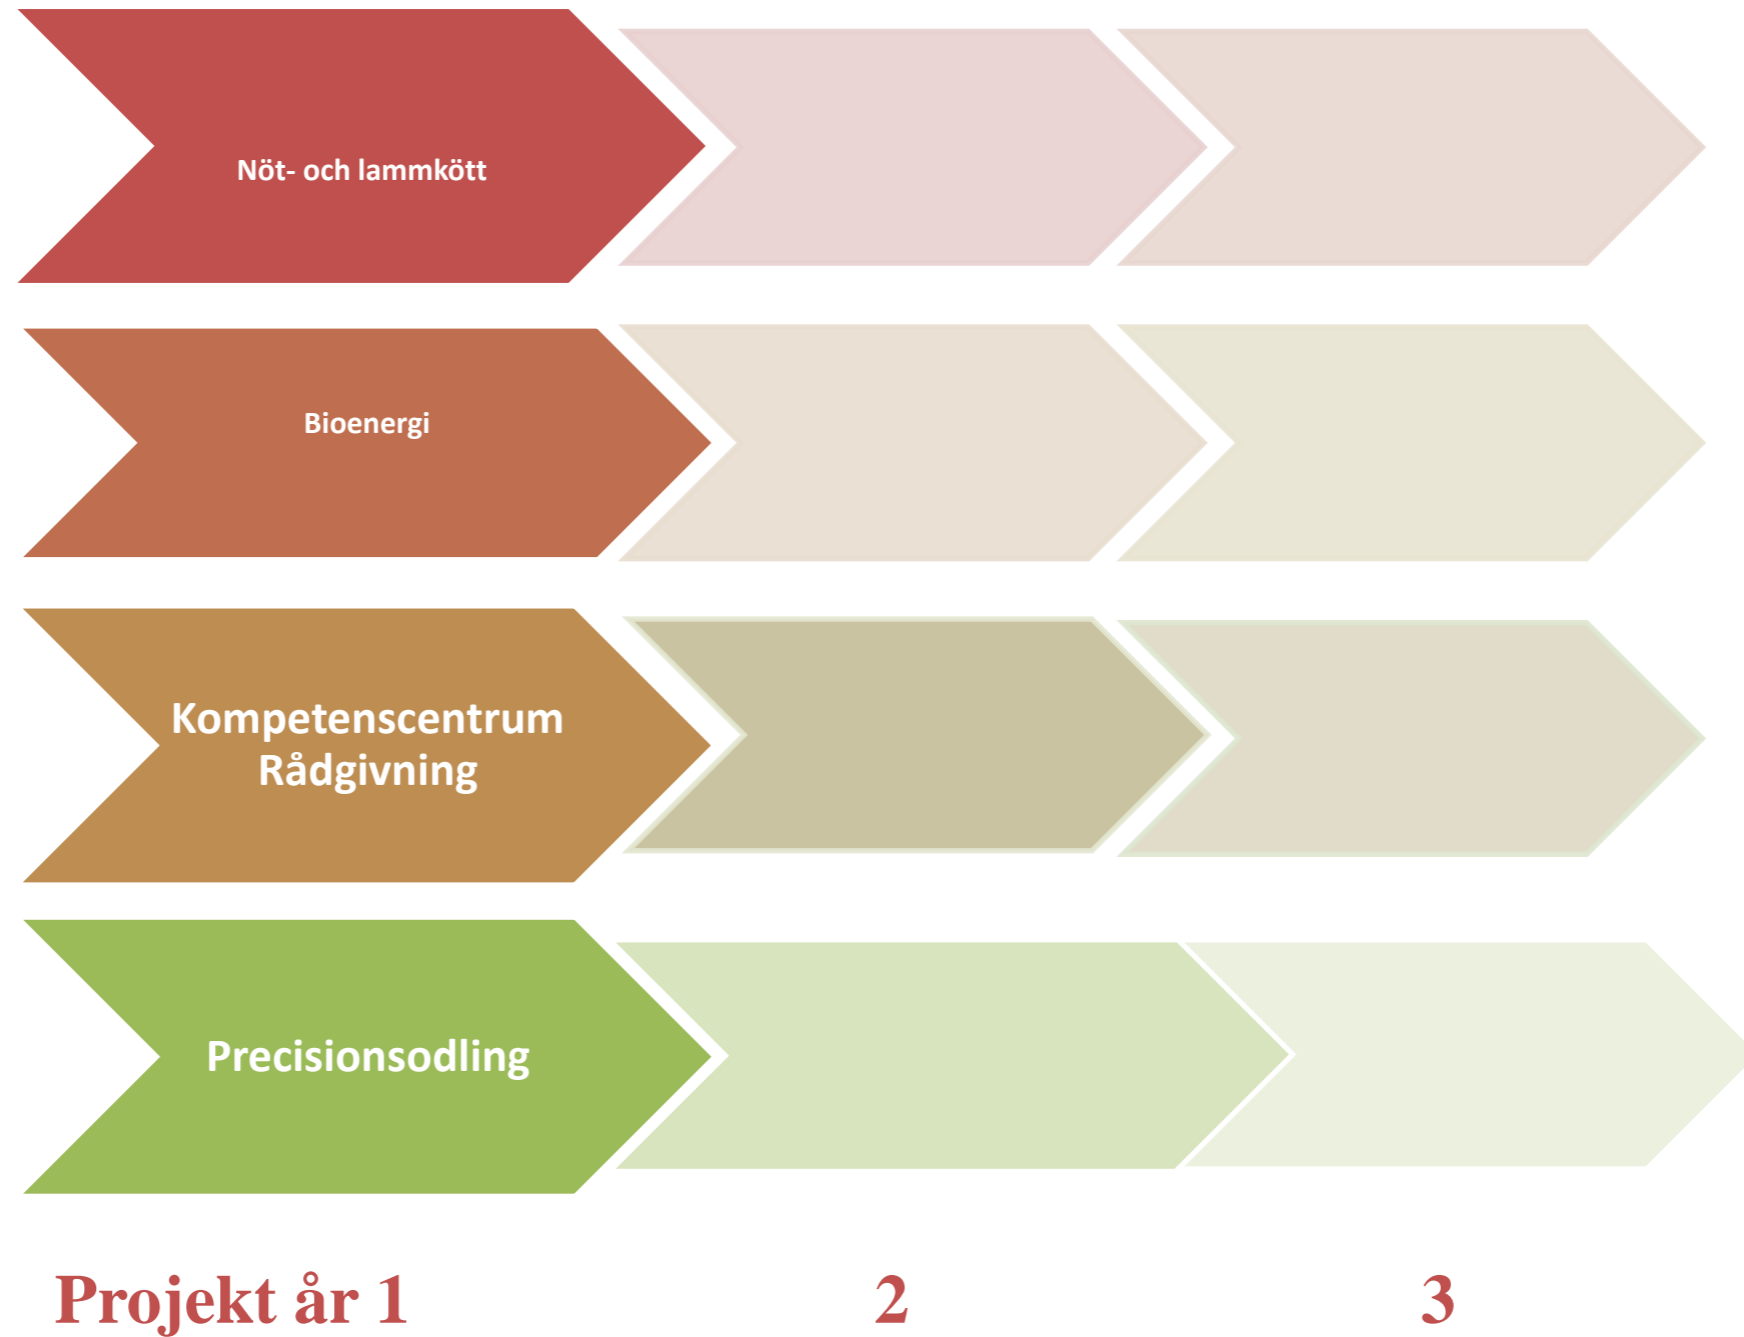 Nöt- och lammkött
Bioenergi
Kompetenscentrum
Rådgivning
Precisionsodling
Projekt år 1 2 3